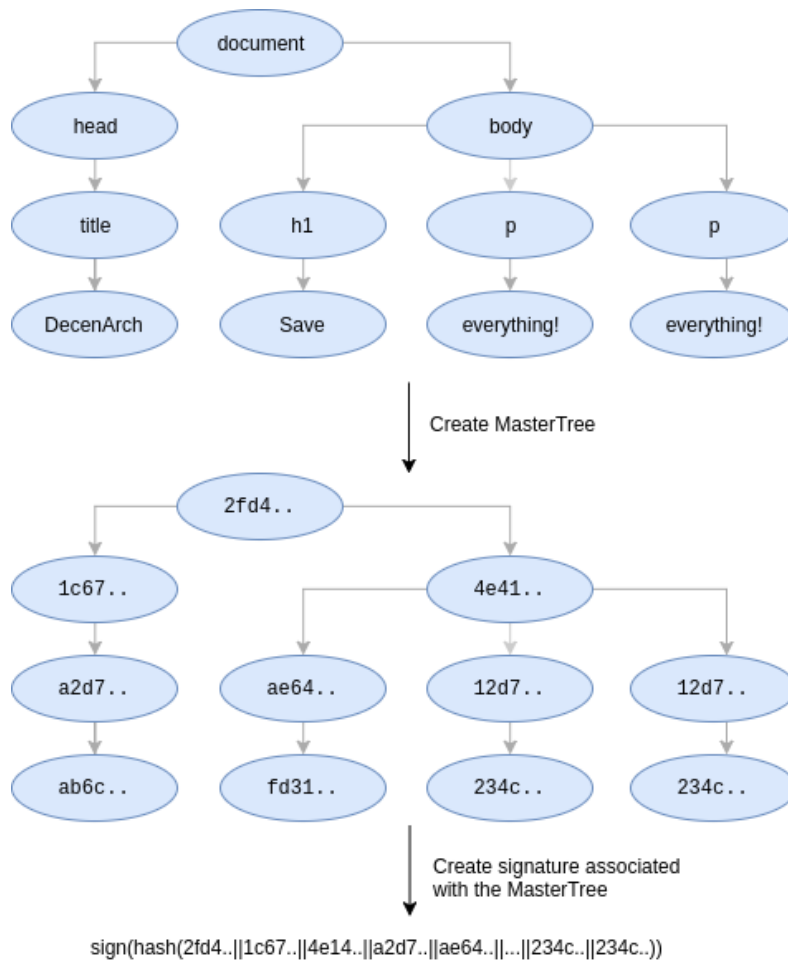 document
head
body
title
h1
p
p
DecenArch
Save
everything!
everything!
Create MasterTree
2fd4..
1c67..
4e41..
a2d7..
ae64..
12d7..
12d7..
ab6c..
fd31..
234c..
234c..
Create signature associated
with the MasterTree
sign(hash(2fd4..||1c67..||4e14..||a2d7..||ae64..||...||234c..||234c..))